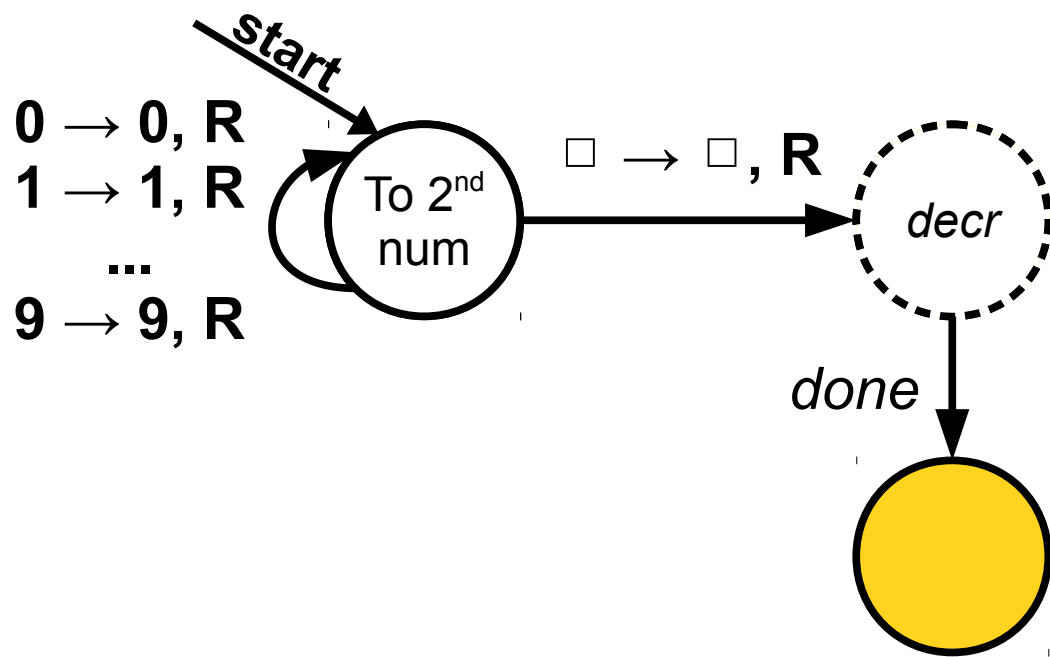 start
0 → 0, R
1 → 1, R
...
9 → 9, R
To 2nd
num
□ → □, R
decr
done